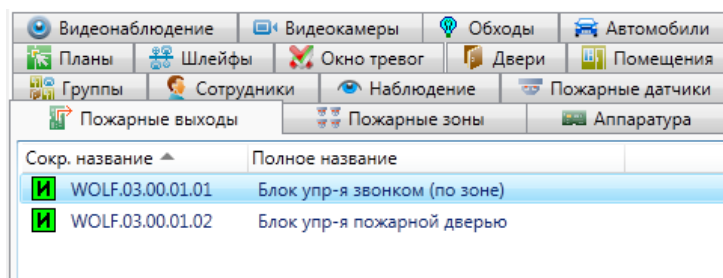 Видеонаблюдение Видеокамеры Обходы Автомобили
Планы Шлейфы Окно тревог Двери Помещения
Группы Сотрудники Наблюдение Пожарные датчики
Пожарные выходы Пожарные зоны Аппаратура
Сокр. название Полное название
И WOLF.03.00.01.01 Блок упр-я звонком (по зоне)
И WOLF.03.00.01.02 Блок упр-я пожарной дверью